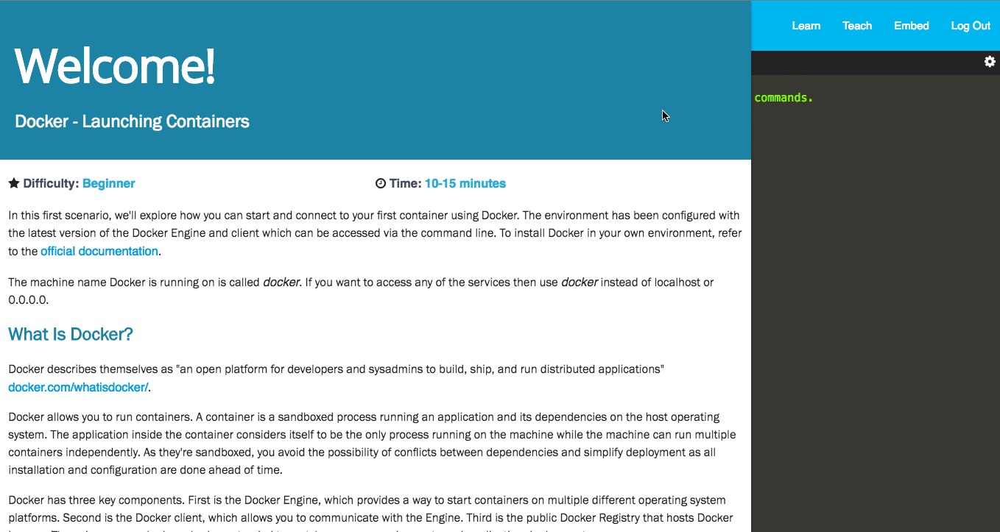 Welcome!
Docker - Launching Containers
Learn Teach Embed Log Out
commands.
Difficulty: Beginner
Time: 10-15 minutes
In this first scenario, we'll explore how you can start and connect to your first container using Docker. The environment has been configured with
the latest version of the Docker Engine and client which can be accessed via the command line. To install Docker in your own environment, refer
to the official documentation.
The machine name Docker is running on is called docker. If you want to access any of the services then use docker instead of localhost or
0.0.0.0.
What Is Docker?
Docker describes themselves as "an open platform for developers and sysadmins to build, ship, and run distributed applications"
docker.com/whatisdocker/.
Docker allows you to run containers. A container is a sandboxed process running an application and its dependencies on the host operating
system. The application inside the container considers itself to be the only process running on the machine while the machine can run multiple
containers independently. As they're sandboxed, you avoid the possibility of conflicts between dependencies and simplify deployment as all
installation and configuration are done ahead of time.
Docker has three key components. First is the Docker Engine, which provides a way to start containers on multiple different operating system
platforms. Second is the Docker client, which allows you to communicate with the Engine. Third is the public Docker Registry that hosts Docker